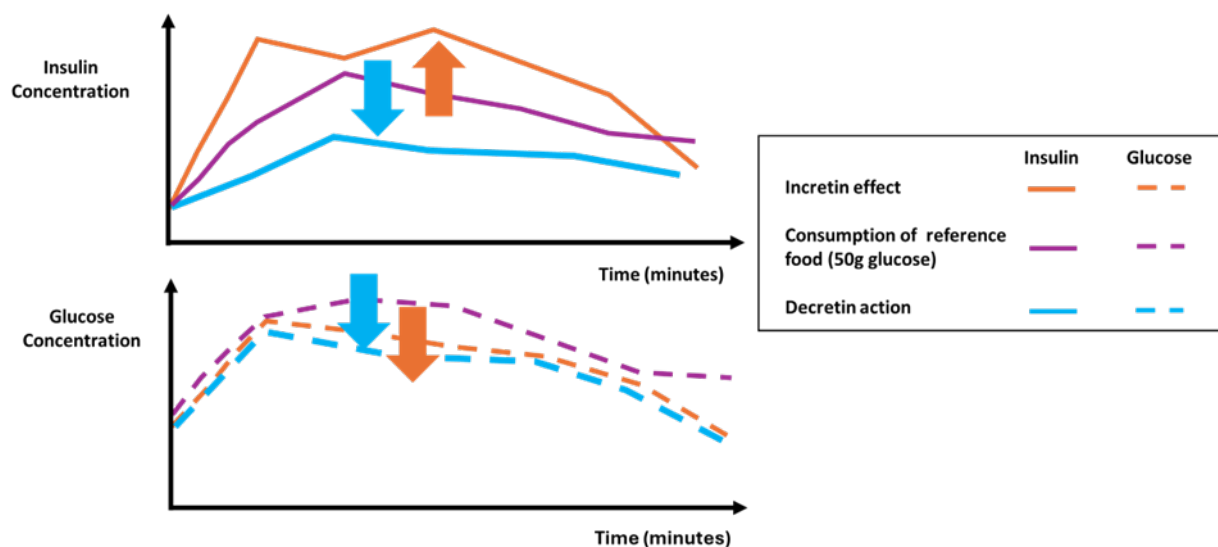 Insulin
Concentration
Time (minutes)
Glucose
Concentration
Time (minutes)
Insulin Glucose
Incretin effect
Consumption of reference
food (50g glucose)
Decretin action